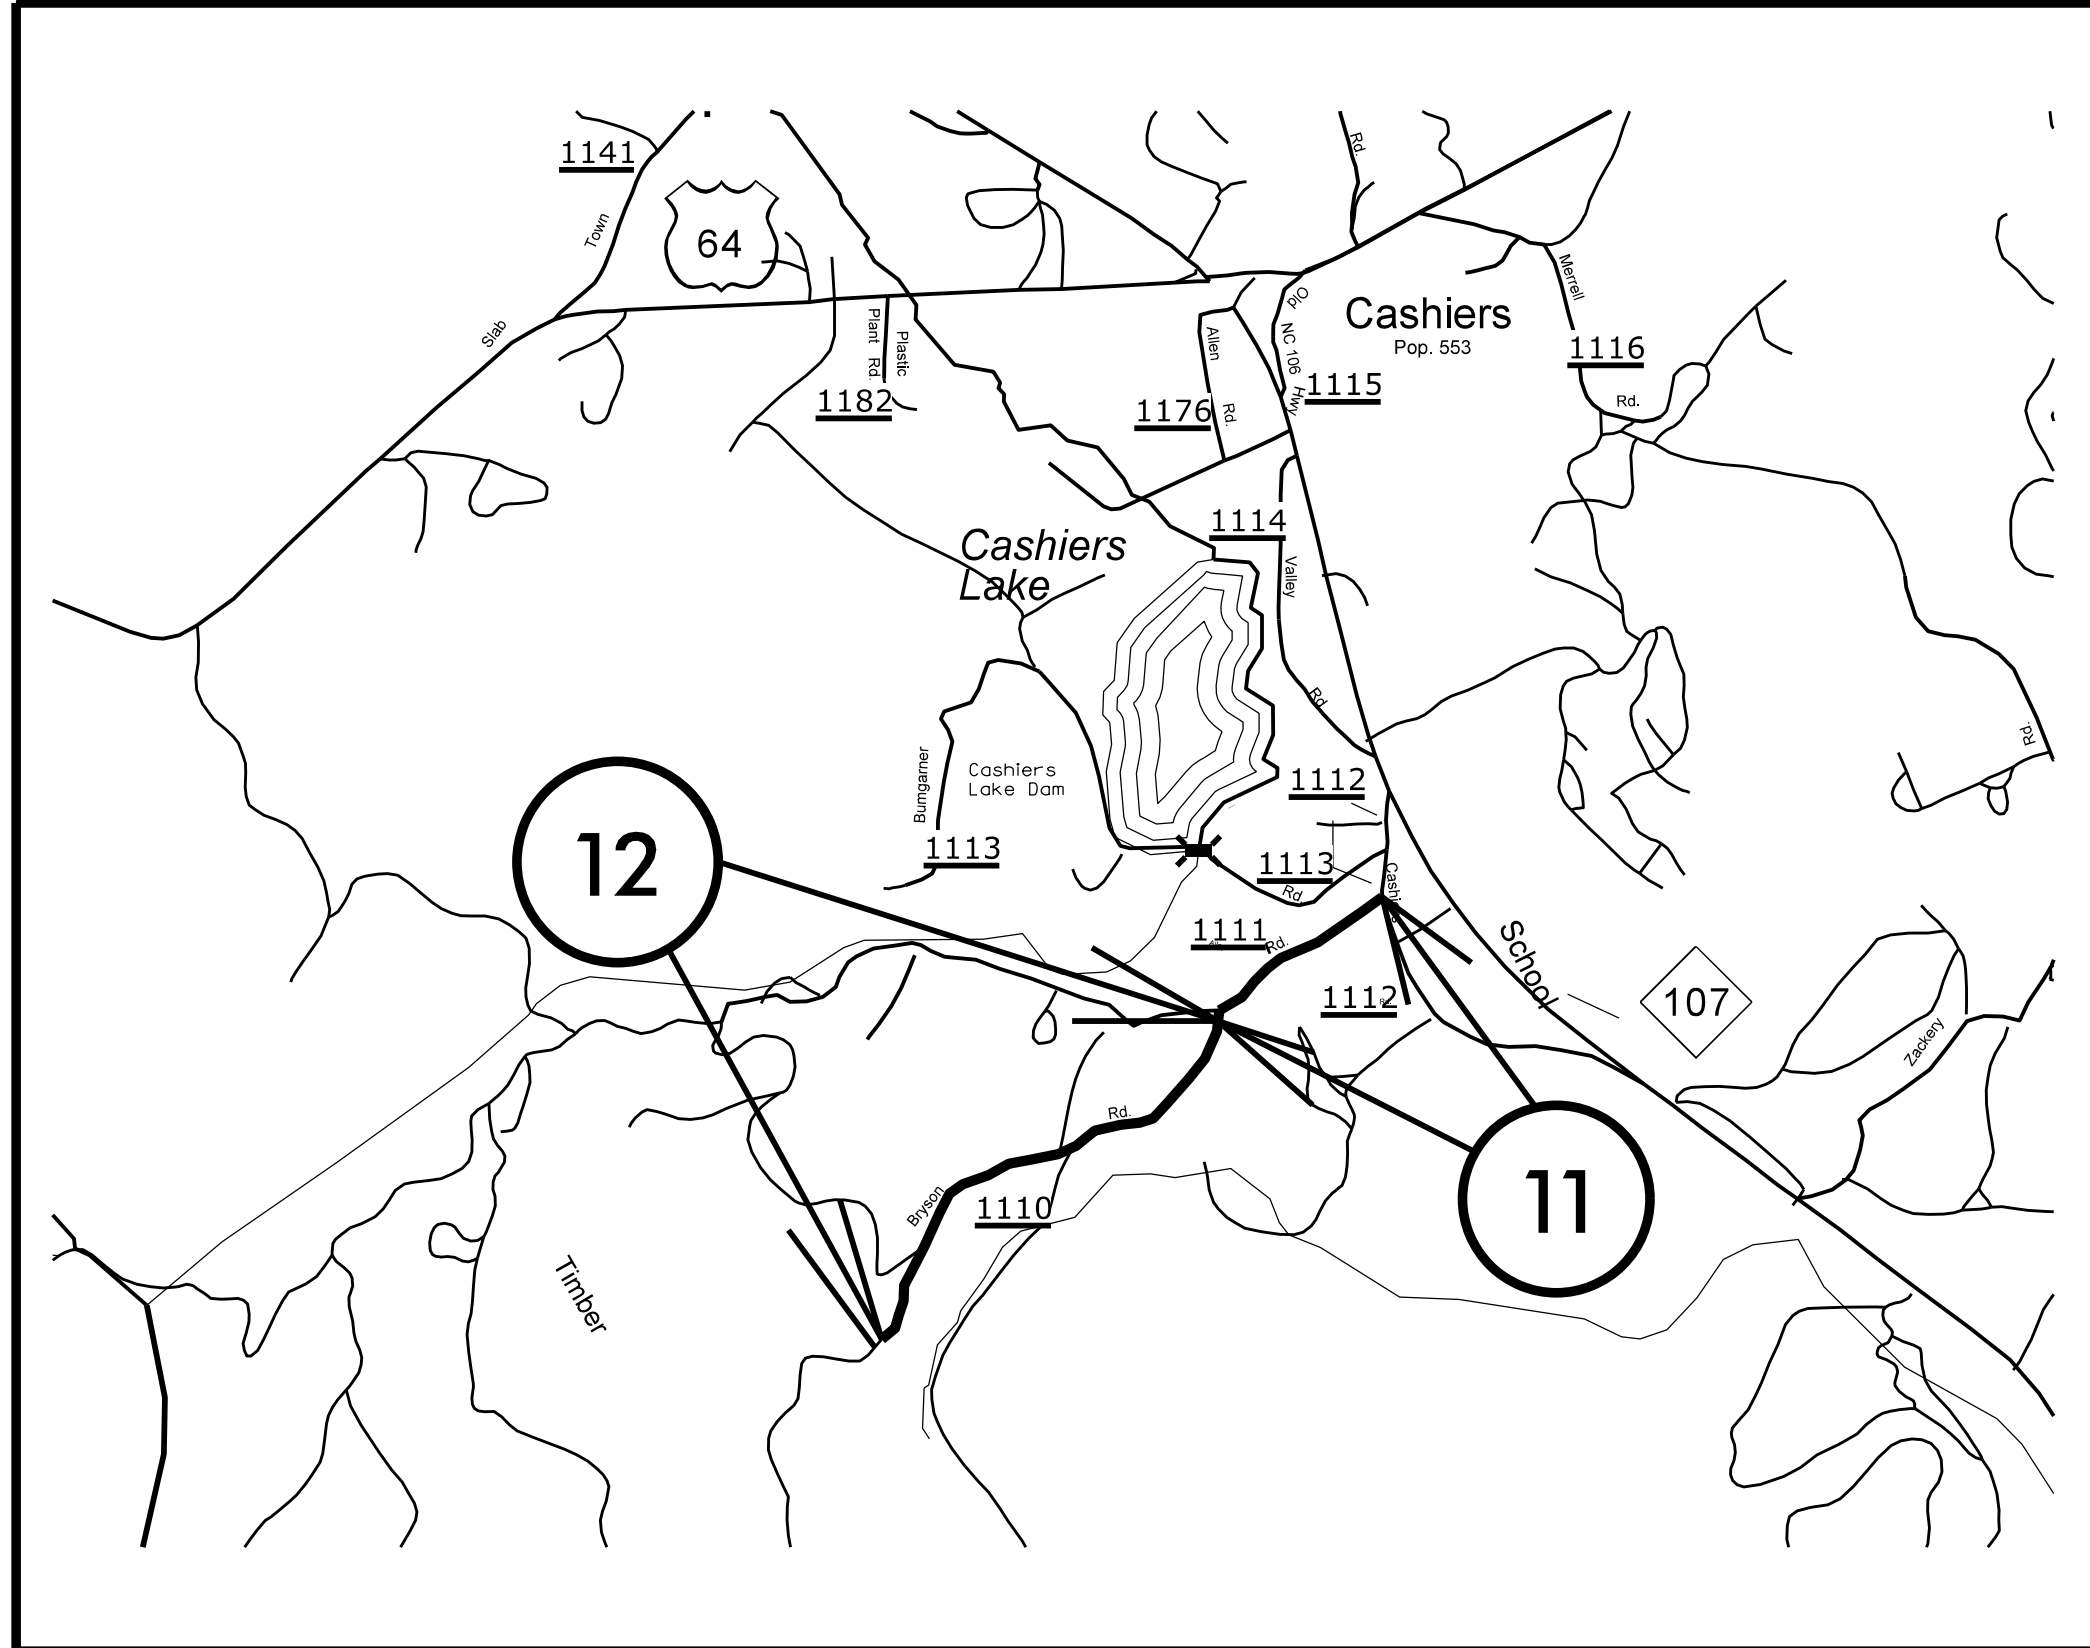 1141
Town
64
Slab
Plant Rd.
Plastic
1182
Rd.
Old
NC 106 Hwy
Cashiers
Pop. 553
Merrell
1116
Rd.
Allen
Rd.
1176
1115
1114
Valley
Rd
Cashiers
Lake
Cashiers
Lake Dam
Bumgarner
1113
1112
1113
Rd
Cashiers
1111
Rd.
1112
School
107
Zackery
Rd.
12
11
Rd.
Bryson
1110
Timber